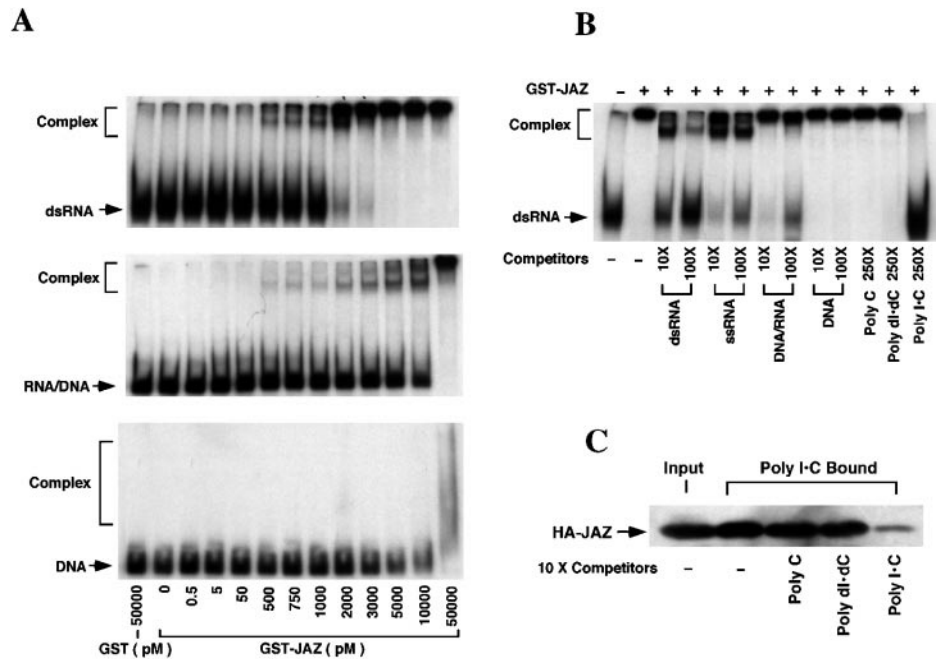 A
Complex
dsRNA
Complex
RNA/DNA
Complex
DNA
50000 0 0.5 5 50 500 750 1000 2000 3000 5000 10000 50000
GST ( pM ) GST-JAZ ( pM )
B
GST-JAZ - + + + + + + + + + + +
Complex
dsRNA
Competitors - - 10X 100X 10X 100X 10X 100X 10X 100X Poly C 250X Poly dI·dC 250X Poly I·C 250X
dsRNA ssRNA DNA/RNA DNA
C
Input Poly I·C Bound
HA-JAZ
10 X Competitors - - Poly C Poly dI·dC Poly I·C